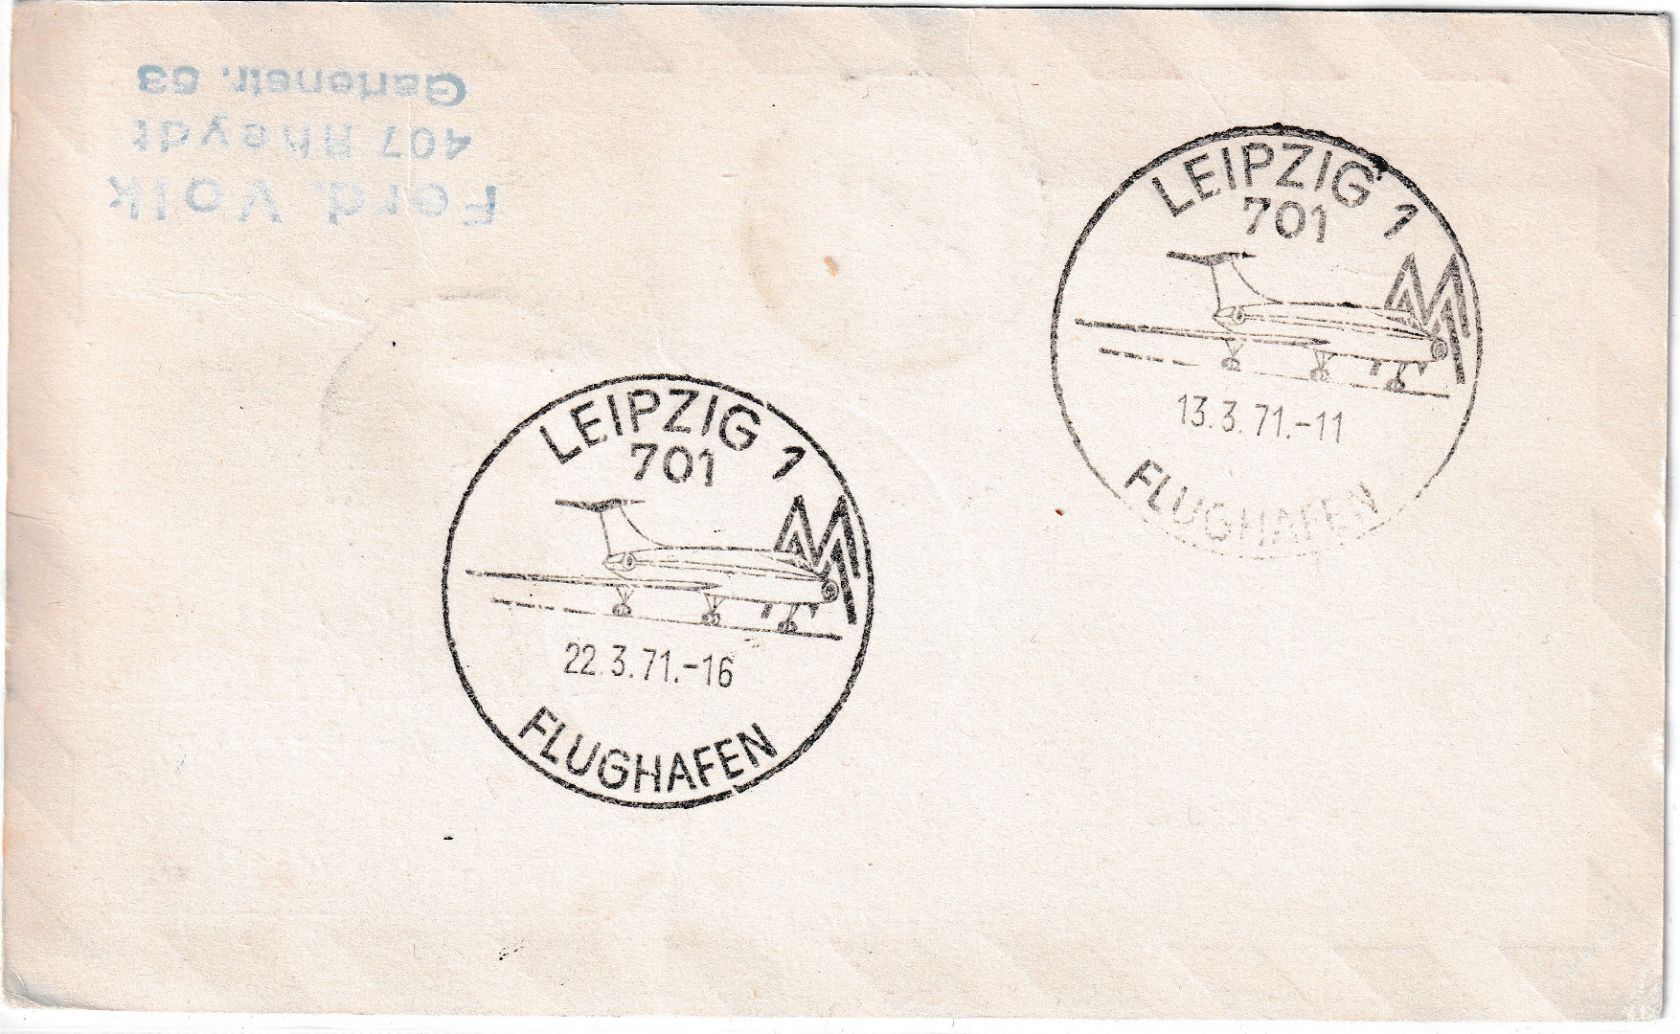 Ferd. Volk
407 Rheydt
Gartenstr. 53
LEIPZIG 1
701
13.3.71.-11
FLUGHAFEN
LEIPZIG 1
701
22.3.71.-16
FLUGHAFEN